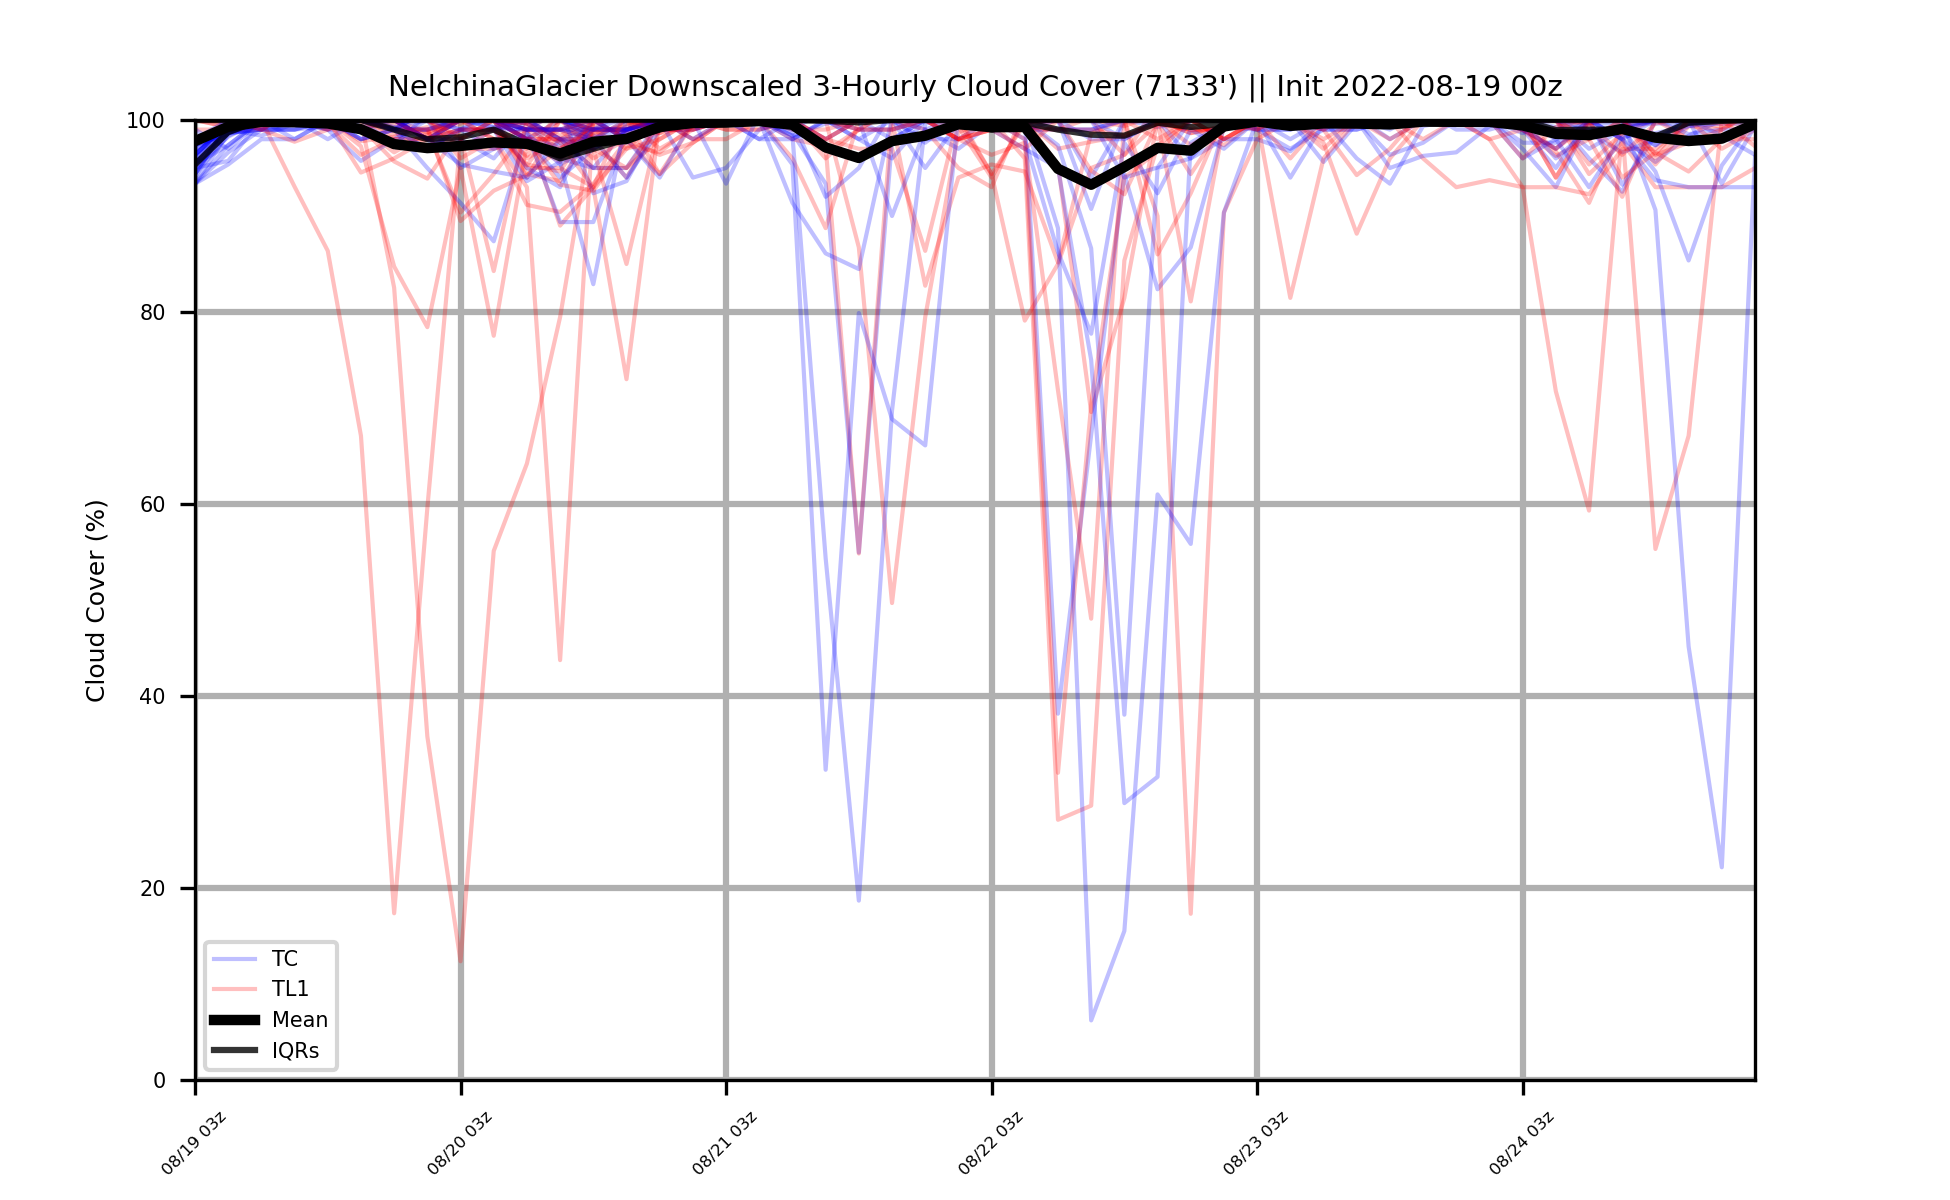 NelchinaGlacier Downscaled 3-Hourly Cloud Cover (7133') || Init 2022-08-19 00z
Cloud Cover (%)
100
80
60
40
20
0
TC
TL1
Mean
IQRs
08/19 03z
08/20 03z
08/21 03z
08/22 03z
08/23 03z
08/24 03z